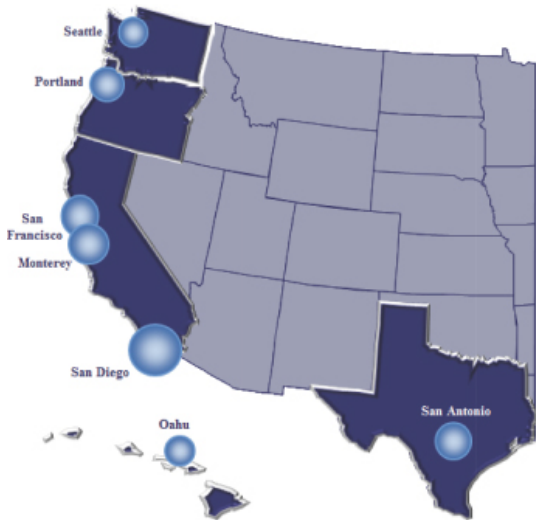 Seattle
Portland
San
Francisco
Monterey
San Diego
Oahu
San Antonio